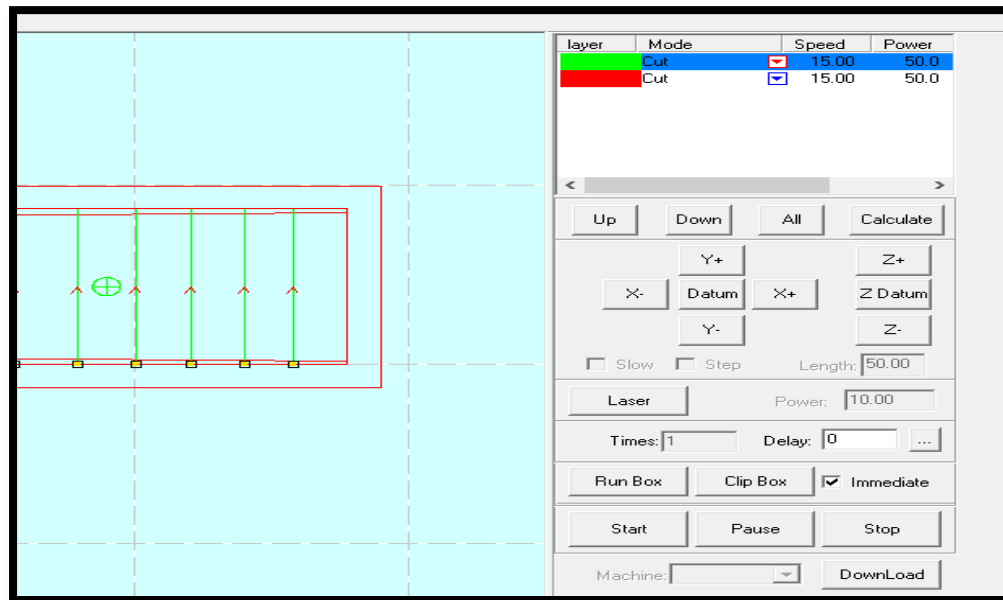 layer Mode Speed Power
Cut 15.00 50.0
Cut 15.00 50.0
< >
Up Down All Calculate
Y+ Z+
X- Datum X+ Z Datum
Y- Z-
Slow Step Length: 50.00
Laser Power: 10.00
Times: 1 Delay: 0 ...
Run Box Clip Box Immediate
Start Pause Stop
Machine: DownLoad